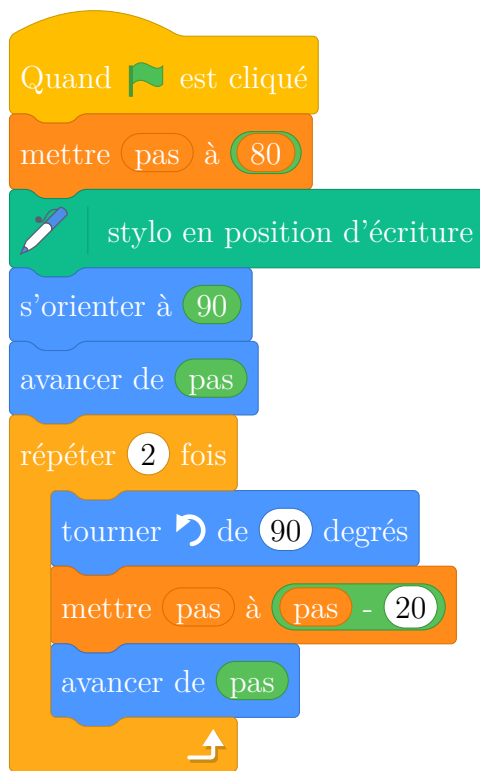 Quand est cliqué
mettre pas à 80
stylo en position d'écriture
s'orienter à 90
avancer de pas
répéter 2 fois
tourner de 90 degrés
mettre pas à pas - 20
avancer de pas